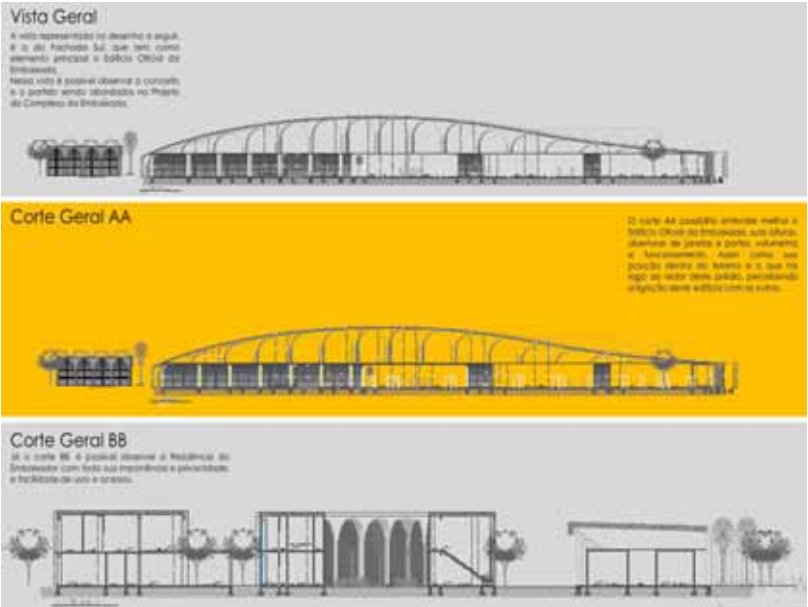 Vista Geral
A vista representada no desenho a seguir,
é a da Fachada Sul, que tem como
elemento principal o Edifício Oficial da
Embaixada.
Nessa vista é possível observar o conceito
e o partido sendo abordados no Projeto
do Complexo da Embaixada.
Corte Geral AA
O corte AA possibilita entender melhor o
Edifício Oficial da Embaixada, suas alturas,
aberturas de janelas e portas, volumetria
e funcionamento. Assim como sua
posição dentro do terreno e o que há
logo ao redor deste prédio, percebendo
a ligação deste edifício com os outros.
Corte Geral BB
Já o corte BB, é possível observar a Residência do
Embaixador com toda sua importância e privacidade,
e facilidade de uso e acesso.